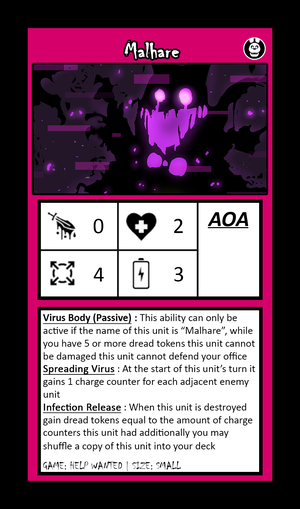 Malhare
0
2
AOA
4
3
Virus Body (Passive) : This ability can only be
active if the name of this unit is “Malhare”, while
you have 5 or more dread tokens this unit cannot
be damaged this unit cannot defend your office
Spreading Virus : At the start of this unit’s turn it
gains 1 charge counter for each adjacent enemy
unit
Infection Release : When this unit is destroyed
gain dread tokens equal to the amount of charge
counters this unit had additionally you may
shuffle a copy of this unit into your deck
GAME: HELP WANTED | SIZE: SMALL